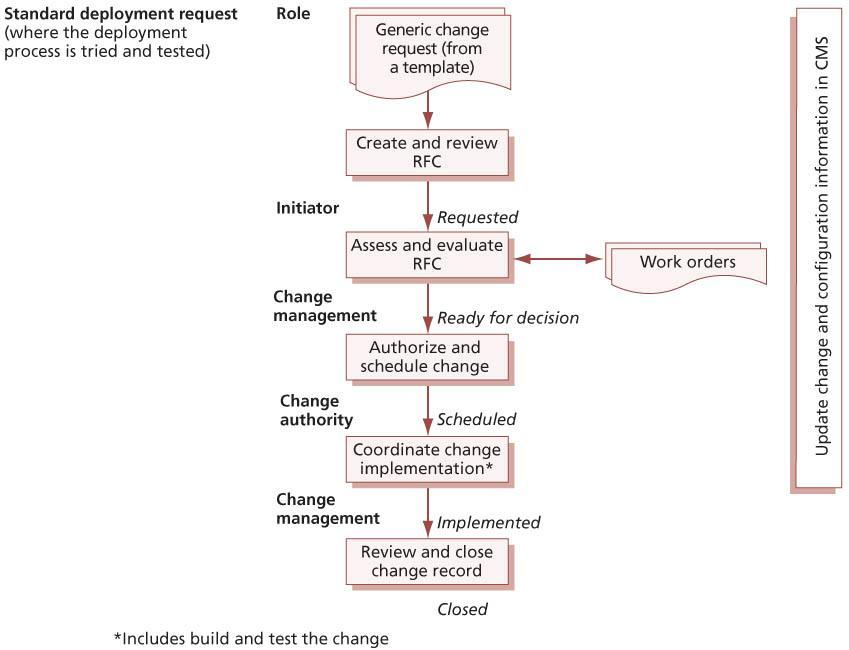 Standard deployment request
(where the deployment
process is tried and tested)
Role
Generic change
request (from
a template)
Create and review
RFC
Initiator
Requested
Assess and evaluate
RFC
Work orders
Change
management
Ready for decision
Authorize and
schedule change
Change
authority
Scheduled
Coordinate change
implementation*
Change
management
Implemented
Review and close
change record
Closed
*Includes build and test the change
Update change and configuration information in CMS